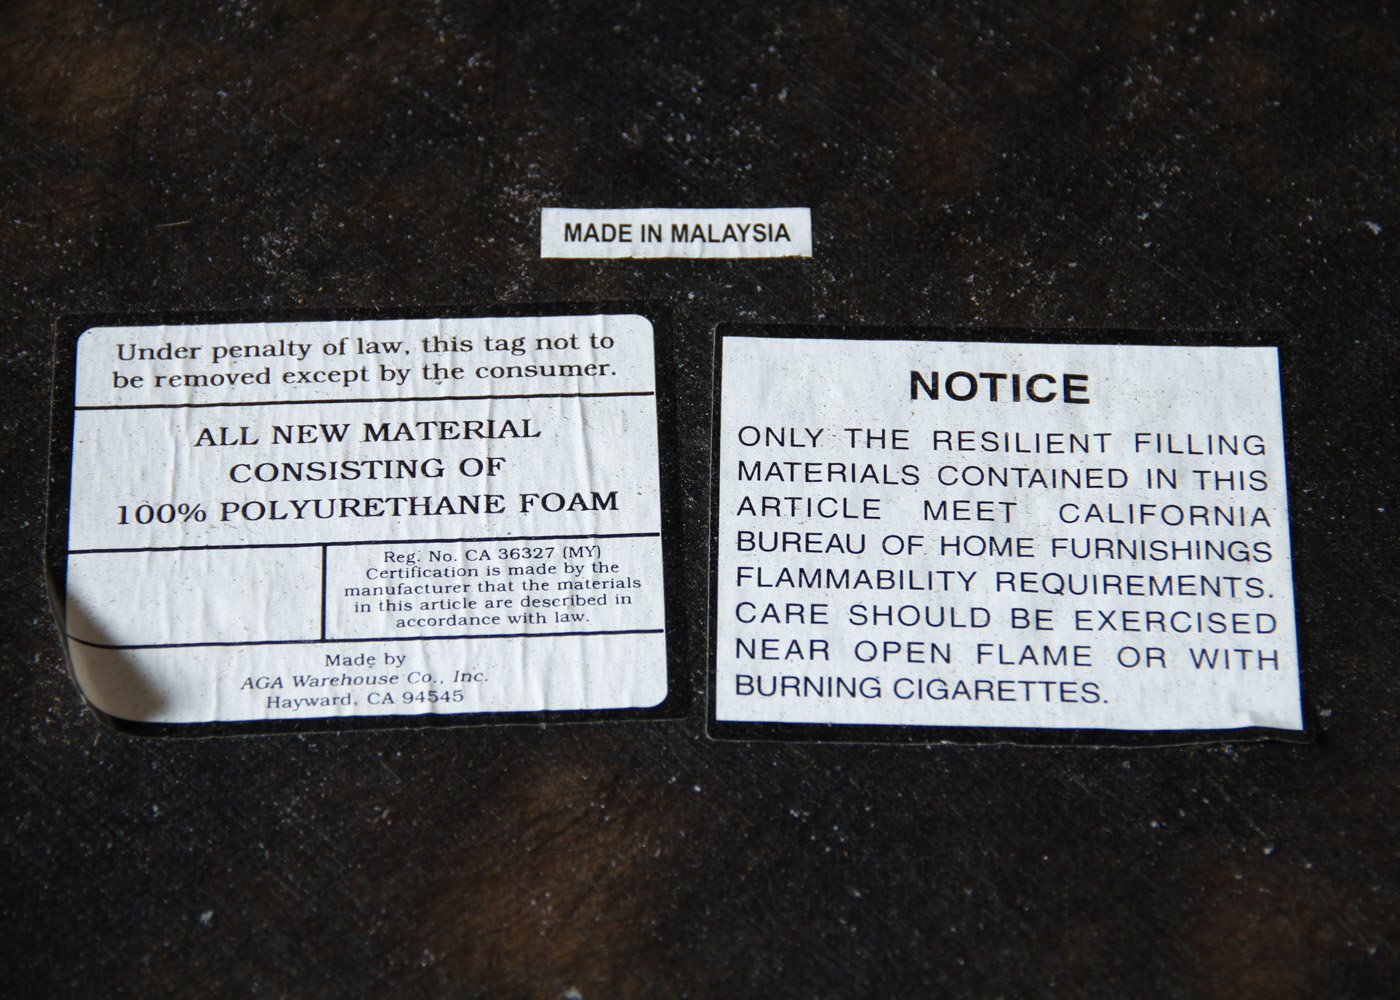 MADE IN MALAYSIA
Under penalty of law, this tag not to
be removed except by the consumer.
ALL NEW MATERIAL
CONSISTING OF
100% POLYURETHANE FOAM
Reg. No. CA 36327 (MY)
Certification is made by the
manufacturer that the materials
in this article are described in
accordance with law.
Made by
AGA Warehouse Co., Inc.
Hayward, CA 94545
NOTICE
ONLY THE RESILIENT FILLING
MATERIALS CONTAINED IN THIS
ARTICLE MEET CALIFORNIA
BUREAU OF HOME FURNISHINGS
FLAMMABILITY REQUIREMENTS.
CARE SHOULD BE EXERCISED
NEAR OPEN FLAME OR WITH
BURNING CIGARETTES.